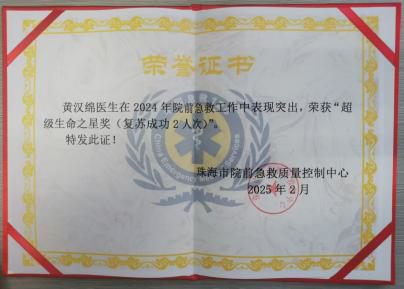 荣誉证书
黄汉绵医生在2024年院前急救工作中表现突出，荣获“超
级生命之星奖（复苏成功2人次）”。
特发此证！
珠海市院前急救质量控制中心
2025年2月